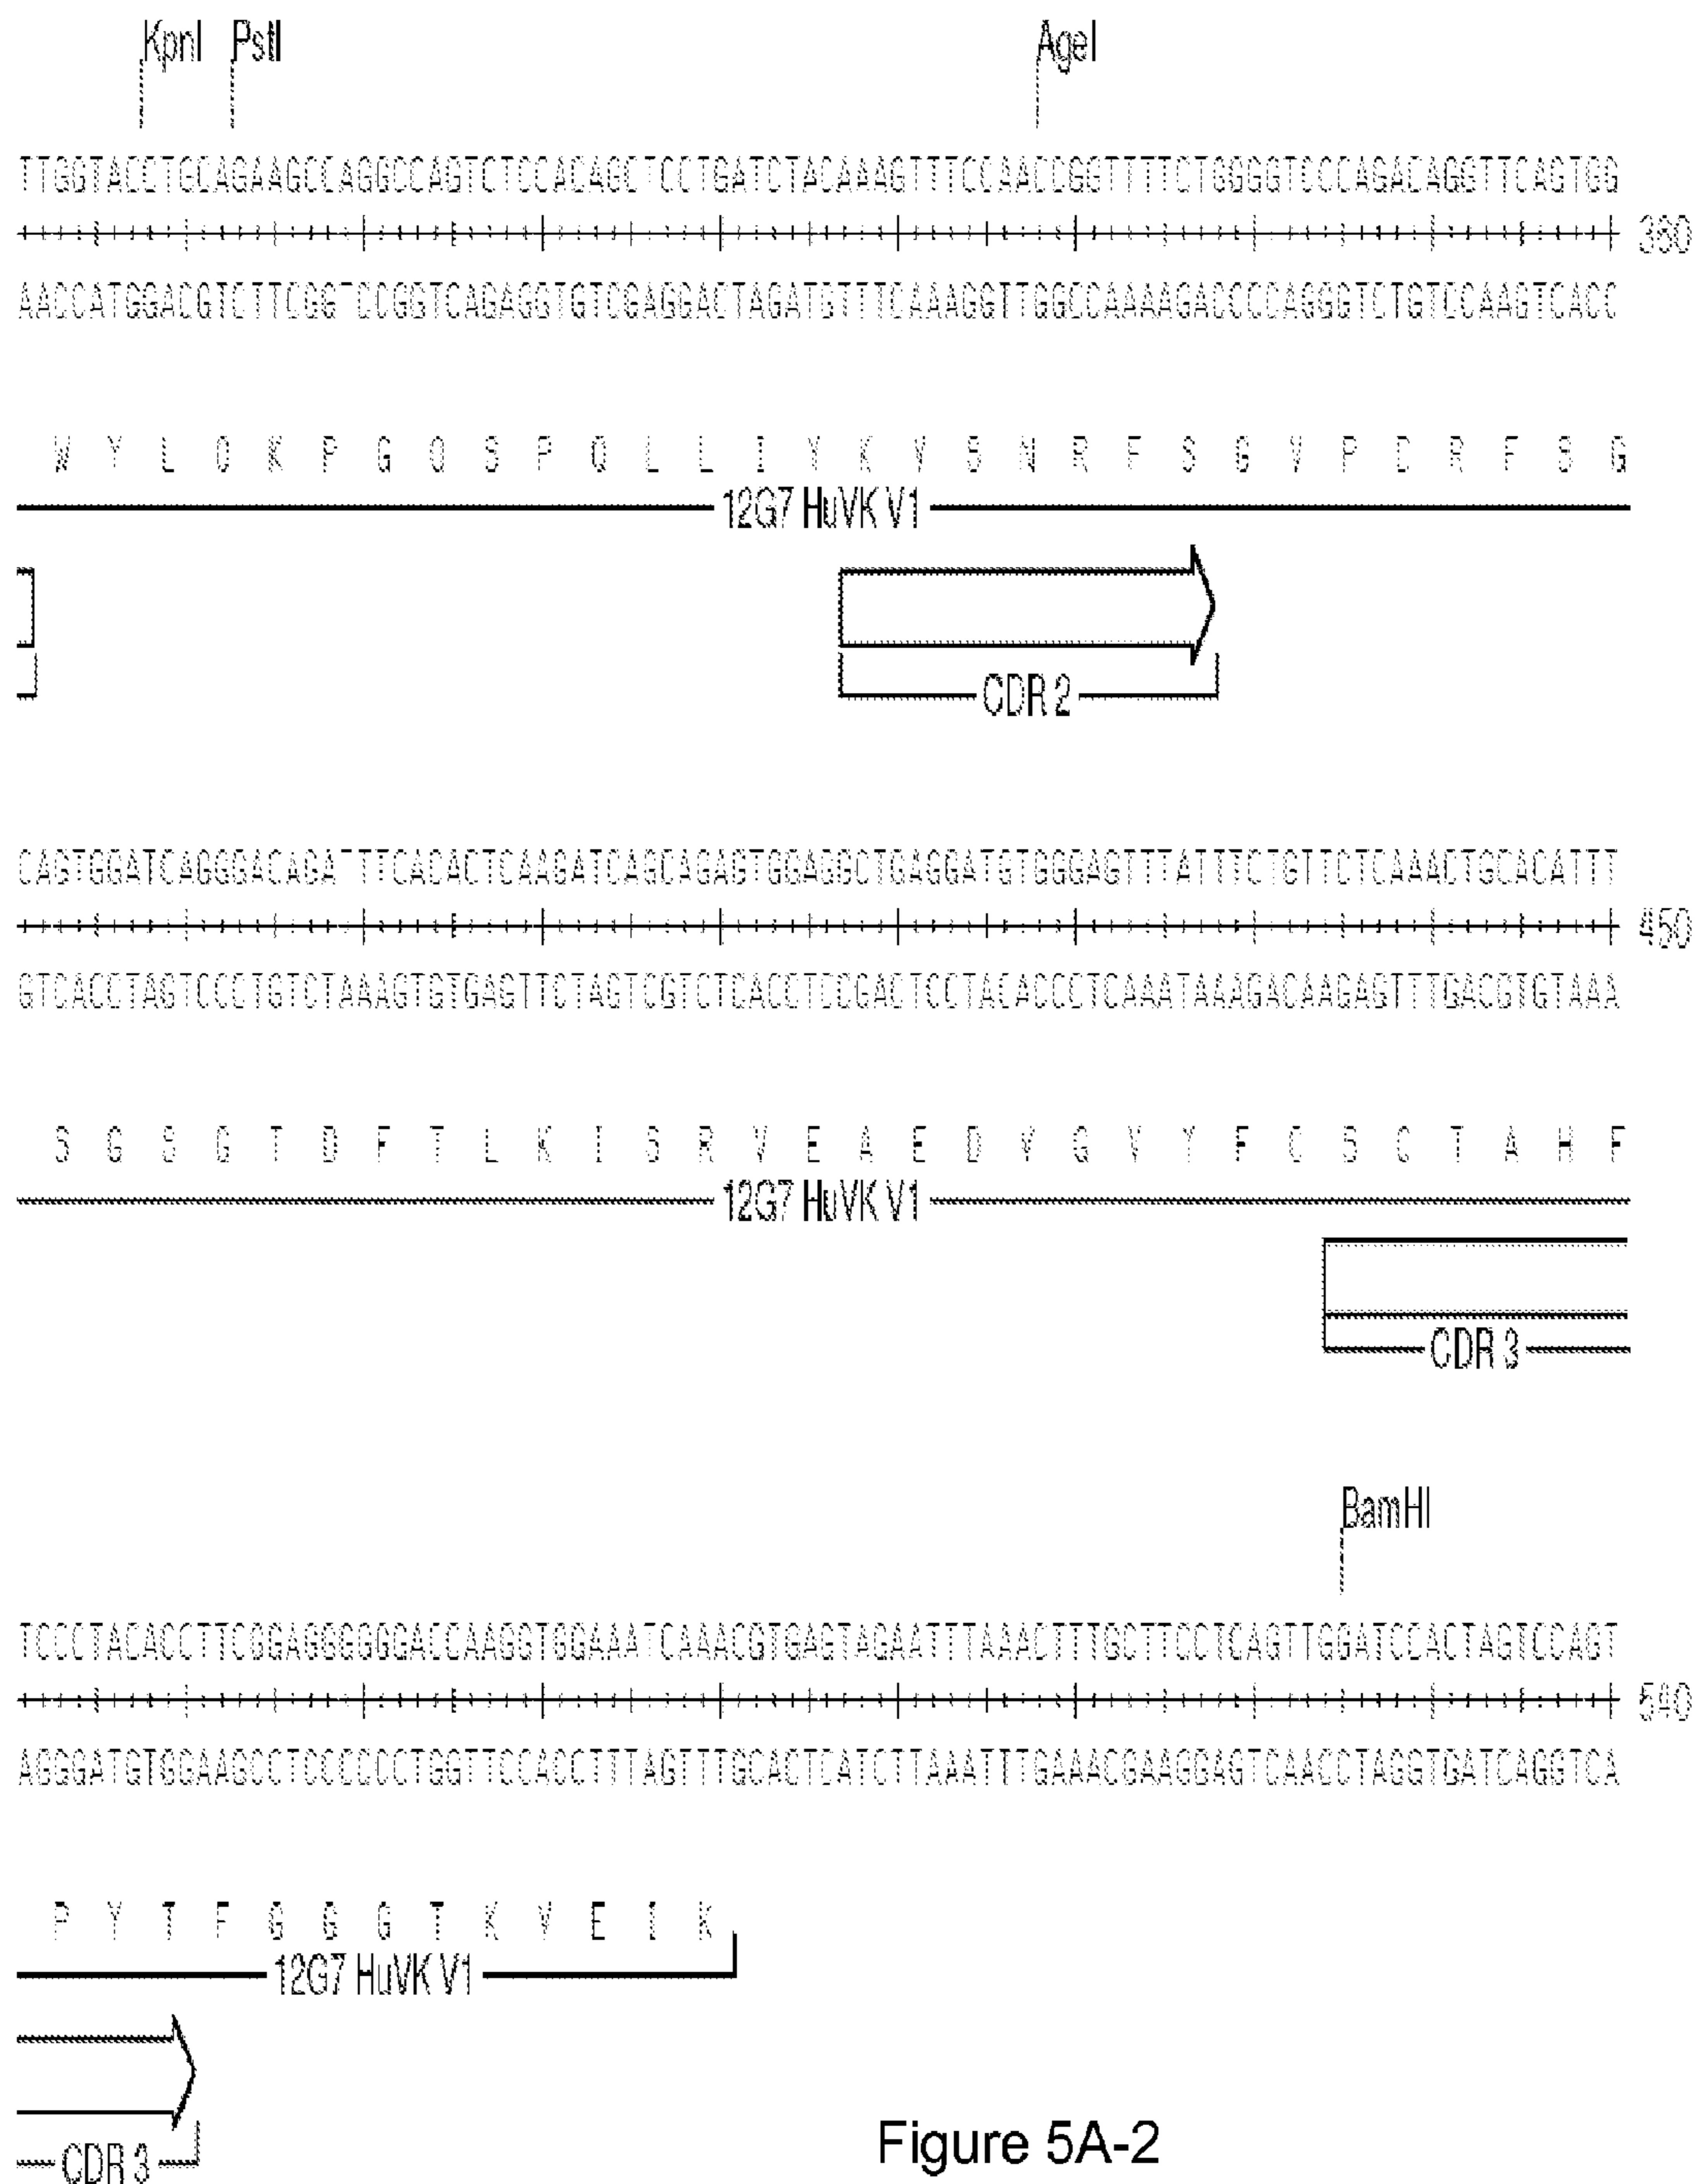 KpnI PstI AgeI
TTGGTACCTGCAGAAGCCAGGCCAGTCTCCACAGCTCCTGATCTACAAAGTTTCCAACCGGTTTTCTGGGGTCCCAGACAGGTTCAGTGG
360
AACCATGGACGTCTTCGGTCCGGTCAGAGGTGTCGAGGACTAGATGTTTCAAAGGTTGGCCAAAAGACCCCAGGGTCTGTCCAAGTCACC
W Y L Q K P G Q S P Q L L I Y K V S N R F S G V P D R F S G
12G7 HuVK V1
CDR 2
CAGTGGATCAGGGACAGATTTCACACTCAAGATCAGCAGAGTGGAGGCTGAGGATGTGGGAGTTTATTTCTGTTCTCAAACTGCACATTT
450
GTCACCTAGTCCCTGTCTAAAGTGTGAGTTCTAGTCGTCTCACCTCCGACTCCTACACCCTCAAATAAAGACAAGAGTTTGACGTGTAAA
S G S G T D F T L K I S R V E A E D V G V Y F C S Q T A H F
12G7 HuVK V1
CDR 3
BamHI
TCCCTACACCTTCGGAGGGGGGACCAAGGTGGAAATCAAACGTGAGTAGAATTTAAACTTTGCTTCCTCAGTTGGATCCACTAGTCCAGT
540
AGGGATGTGGAAGCCTCCCCCCTGGTTCCACCTTTAGTTTGCACTCATCTTAAATTTGAAACGAAGGAGTCAACCTAGGTGATCAGGTCA
P Y T F G G G T K V E I K
12G7 HuVK V1
CDR 3
Figure 5A-2